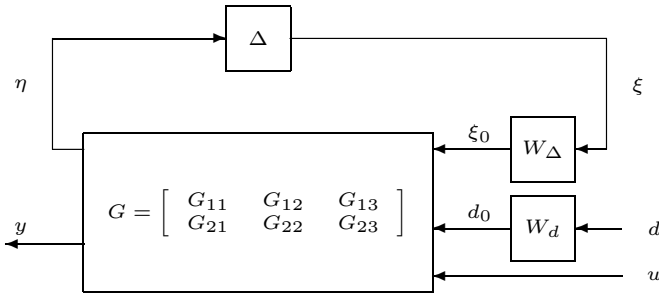 Δ
η
ξ
ξ₀
W_Δ
G = [ G₁₁ G₁₂ G₁₃
G₂₁ G₂₂ G₂₃ ]
d₀
W_d
d
y
u